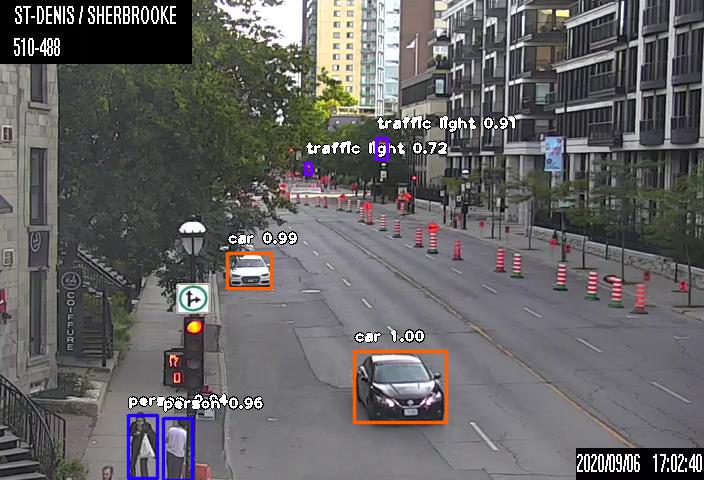 ST-DENIS / SHERBROOKE
510-488
traffic light 0.91
traffic light 0.72
car 0.99
COIFFURE
car 1.00
person 0.96
2020/09/06 17:02:40